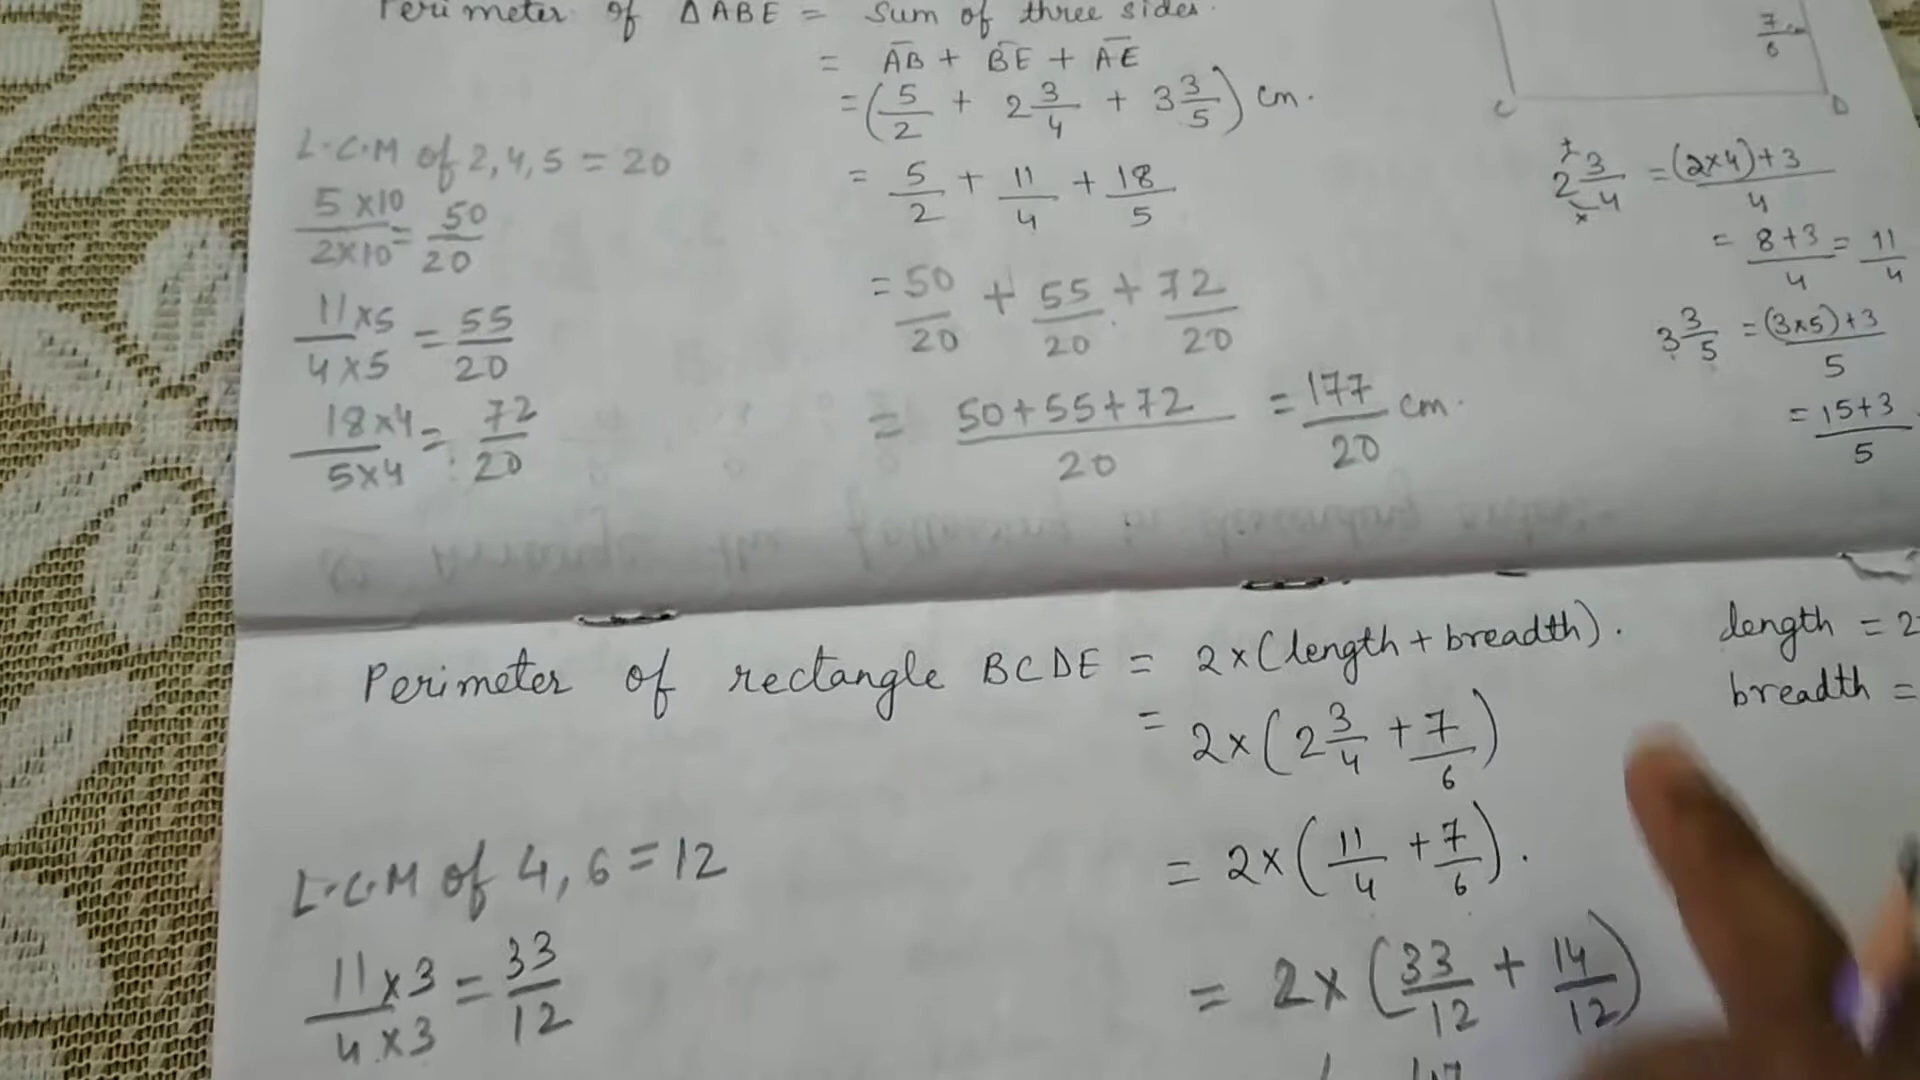 Perimeter of ΔABE = Sum of three sides.
= AB + BE + AE
= (5/2 + 2 3/4 + 3 3/5) cm.
= 5/2 + 11/4 + 18/5
= 50/20 + 55/20 + 72/20
= 50+55+72/20 = 177/20 cm.
L.C.M of 2,4,5 = 20
5×10/2×10 = 50/20
11×5/4×5 = 55/20
18×4/5×4 = 72/20
7/6 cm
C D
2 3/4 = (2×4)+3/4
+
×
= 8+3/4 = 11/4
3 3/5 = (3×5)+3/5
= 15+3/5
Perimeter of rectangle BCDE = 2×(length+breadth).
= 2×(2 3/4 + 7/6)
= 2×(11/4 + 7/6).
= 2×(33/12 + 14/12)
47
length = 2
breadth =
L.C.M of 4, 6 = 12
11×3/4×3 = 33/12